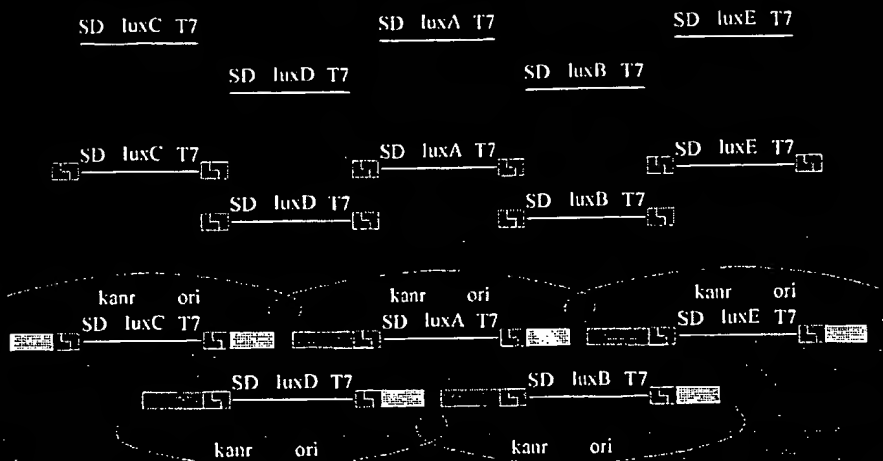 SD luxC T7 SD luxA T7 SD luxE T7
SD luxD T7 SD luxB T7
SD luxC T7 SD luxA T7 SD luxE T7
SD luxD T7 SD luxB T7
kanr ori kanr ori kanr ori
SD luxC T7 SD luxA T7 SD luxE T7
SD luxD T7 SD luxB T7
kanr ori kanr ori